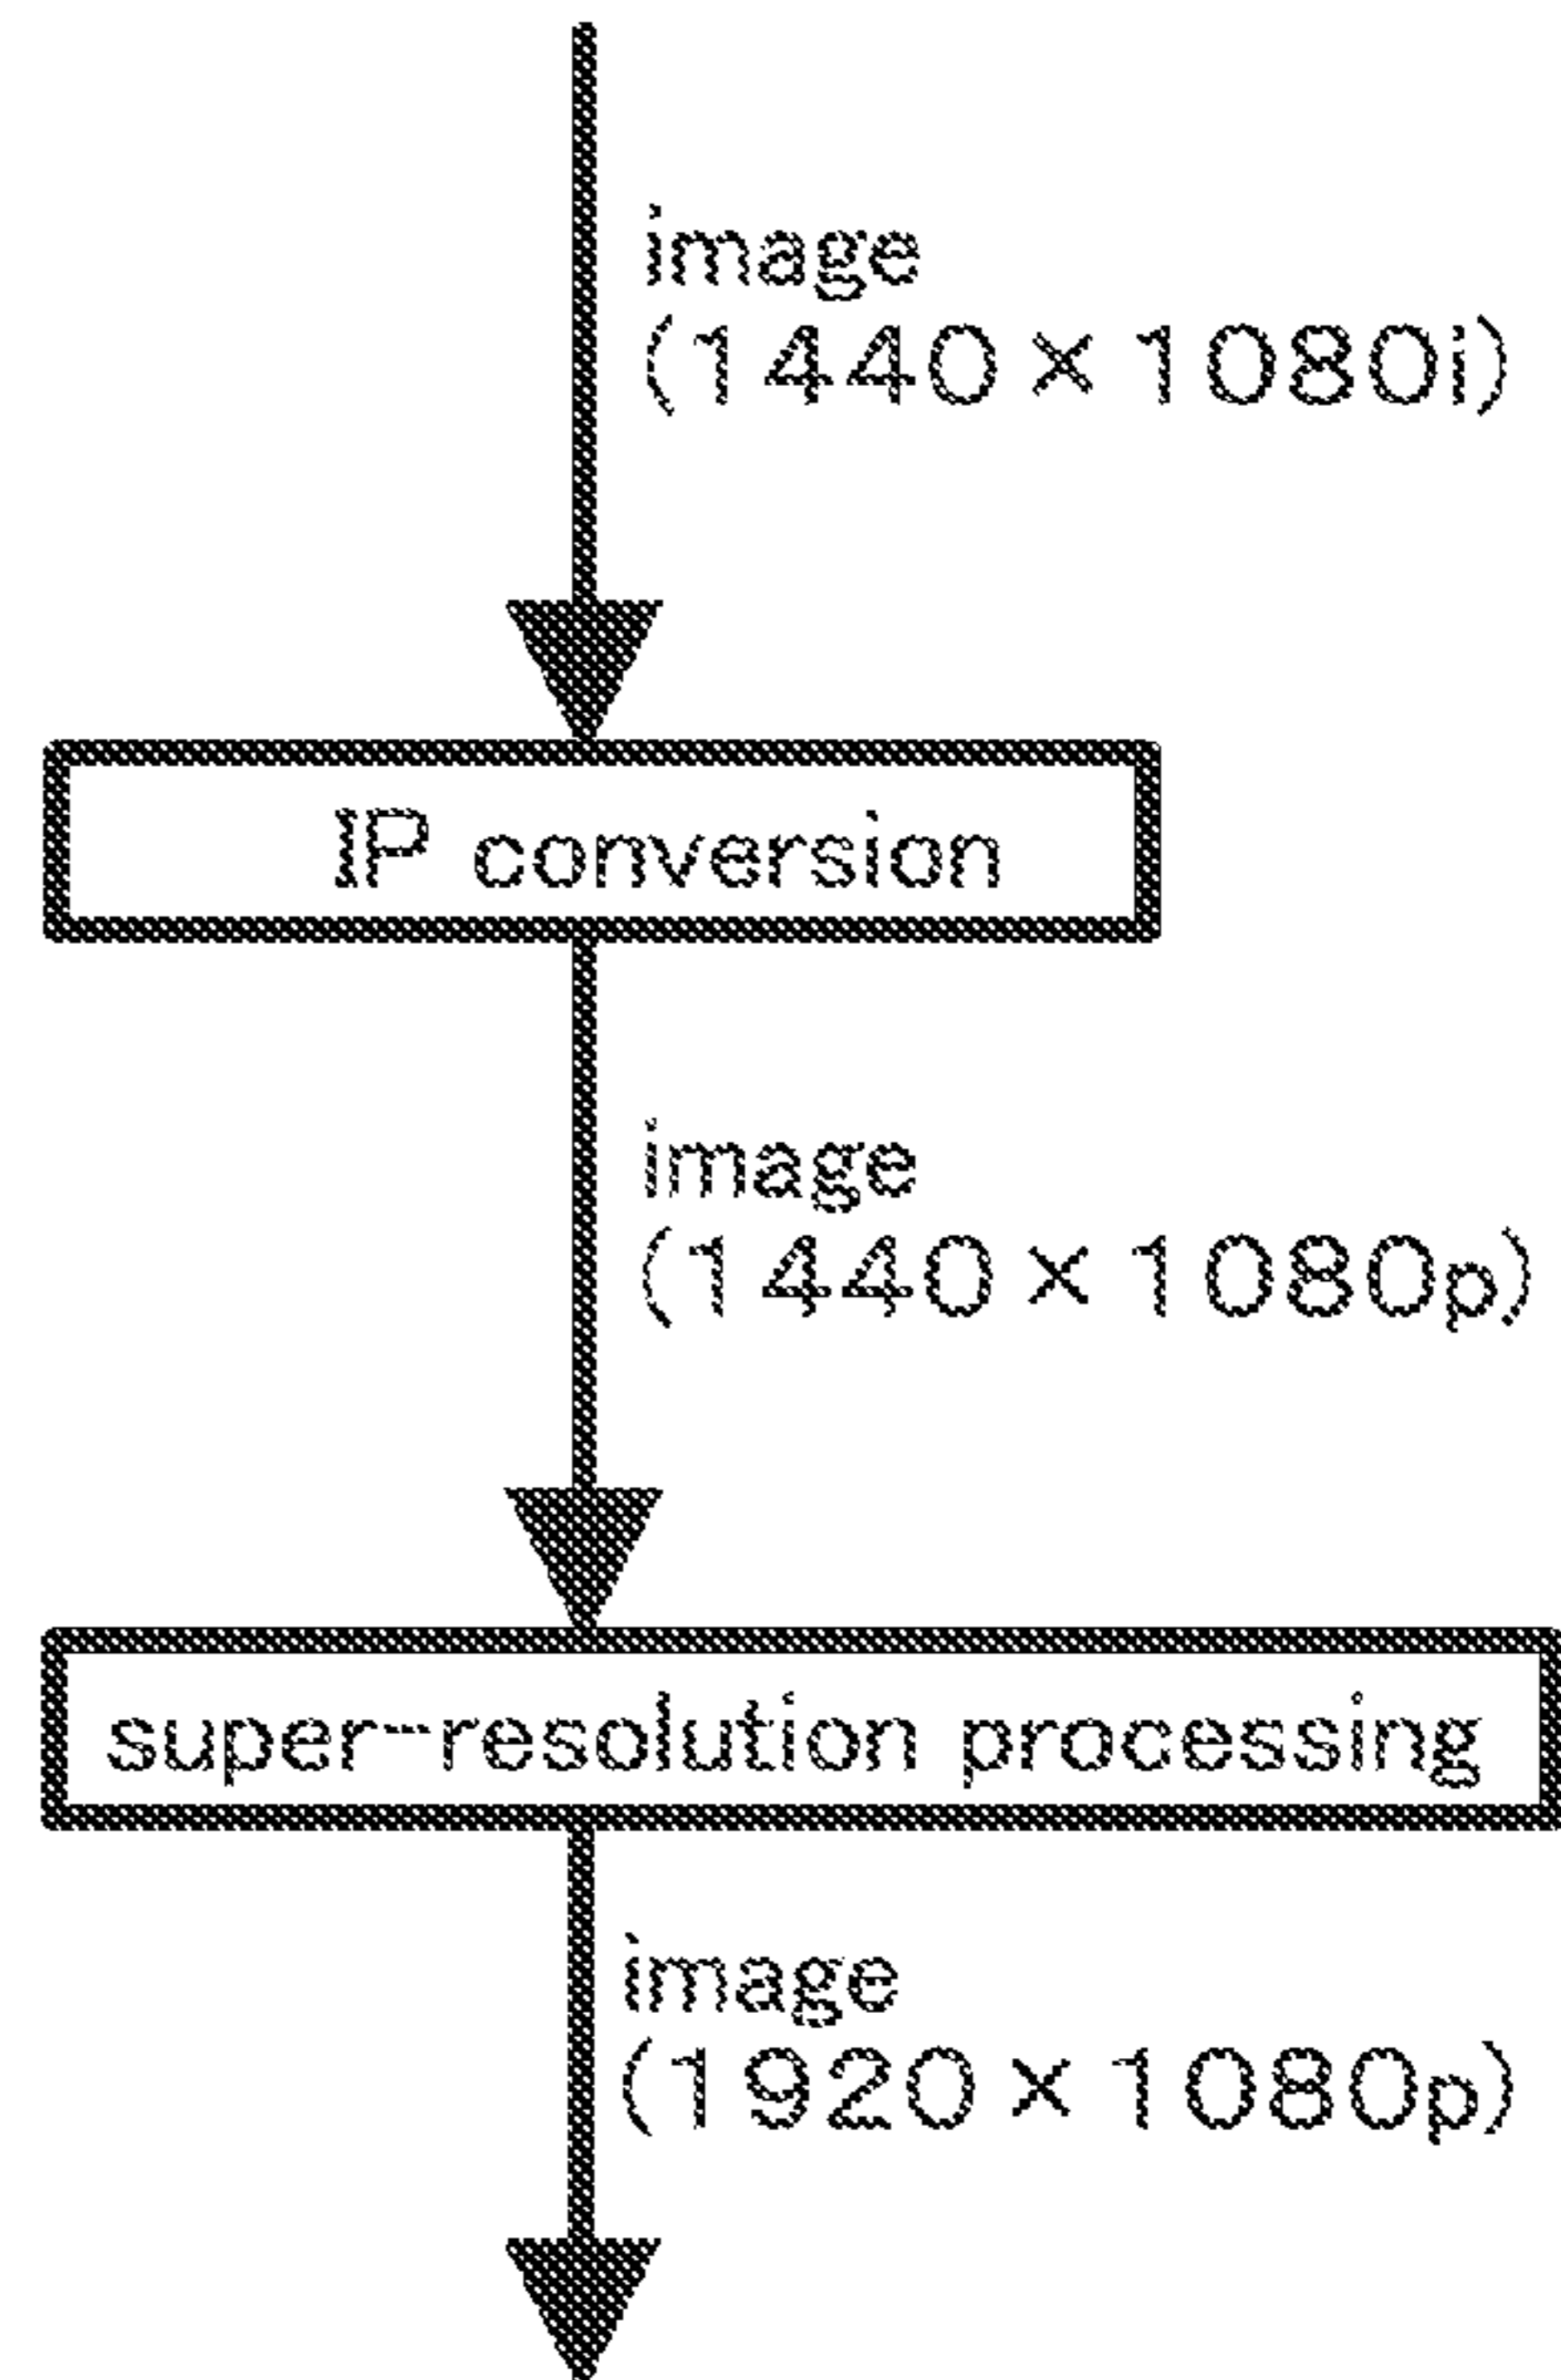 image
(1440×1080i)
IP conversion
image
(1440×1080p)
super-resolution processing
image
(1920×1080p)